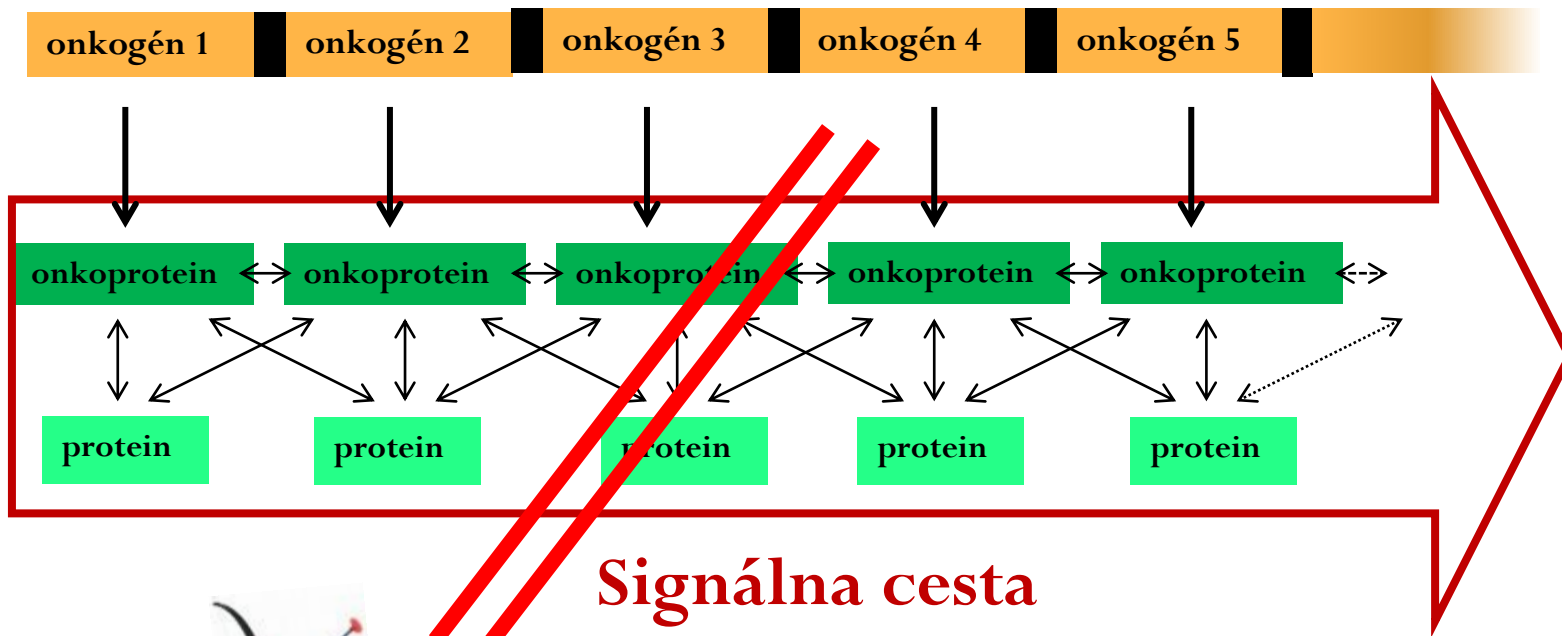 onkogén 1 onkogén 2 onkogén 3 onkogén 4 onkogén 5
onkoprotein onkoprotein onkoprotein onkoprotein onkoprotein
protein protein protein protein protein
Signálna cesta